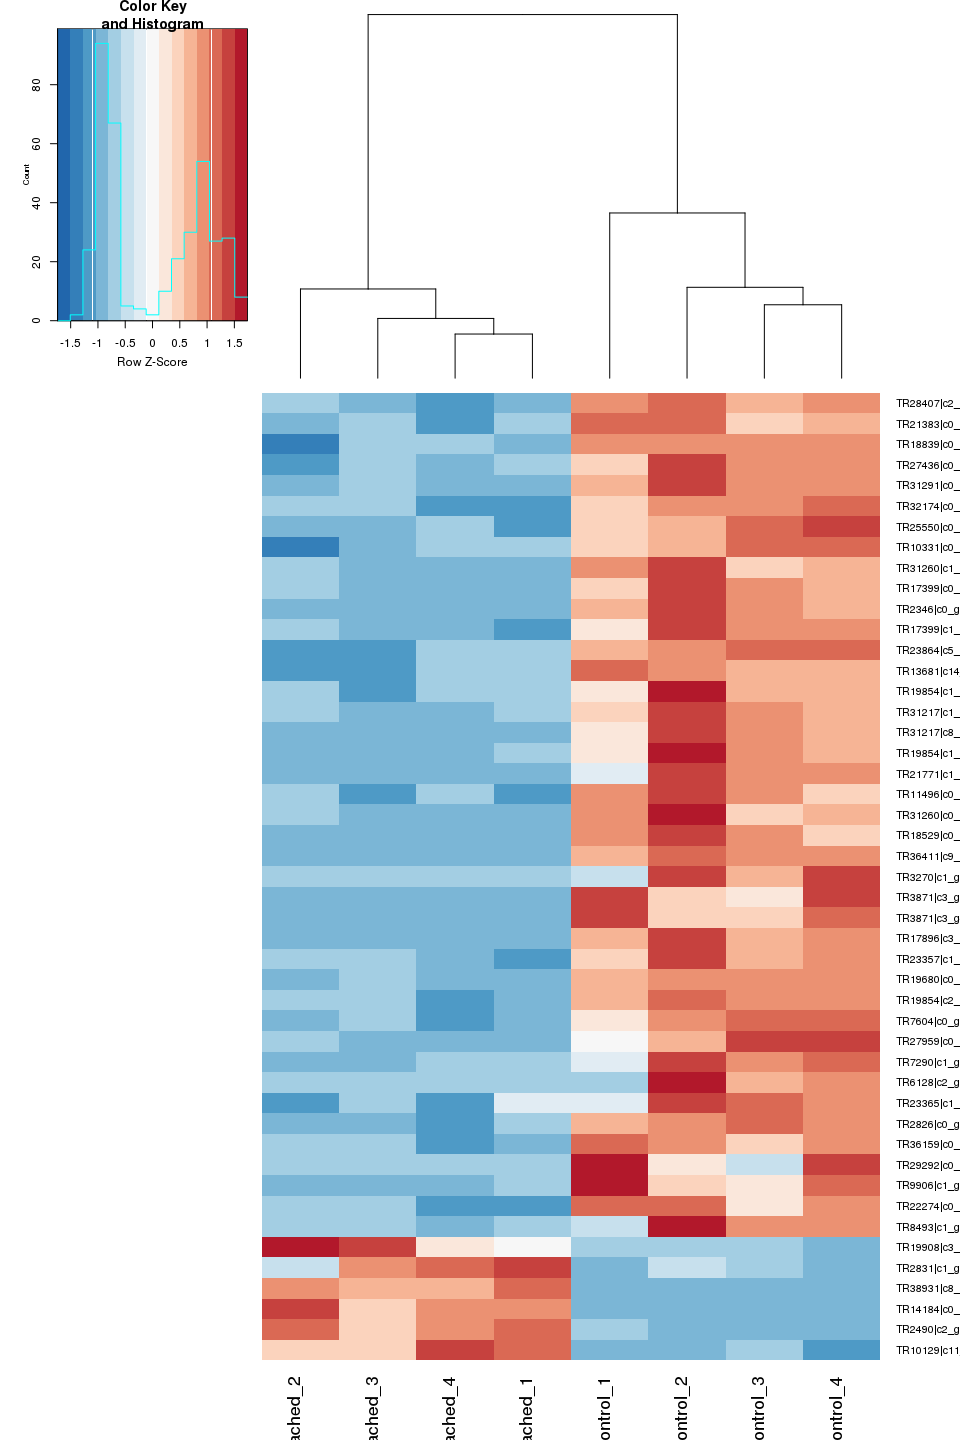 Color Key
and Histogram
Count
0
20
40
60
80
-1.5 -1 -0.5 0 0.5 1 1.5
Row Z-Score
TR28407|c2_
TR21383|c0_
TR18839|c0_
TR27436|c0_
TR31291|c0_
TR32174|c0_
TR25550|c0_
TR10331|c0_
TR31260|c1_
TR17399|c0_
TR2346|c0_g
TR17399|c1_
TR23864|c5_
TR13681|c14
TR19854|c1_
TR31217|c1_
TR31217|c8_
TR19854|c1_
TR21771|c1_
TR11496|c0_
TR31260|c0_
TR18529|c0_
TR36411|c9_
TR3270|c1_g
TR3871|c3_g
TR3871|c3_g
TR17896|c3_
TR23357|c1_
TR19680|c0_
TR19854|c2_
TR7604|c0_g
TR27959|c0_
TR7290|c1_g
TR6128|c2_g
TR23365|c1_
TR2826|c0_g
TR36159|c0_
TR29292|c0_
TR9906|c1_g
TR22274|c0_
TR8493|c1_g
TR19908|c3_
TR2831|c1_g
TR38931|c8_
TR14184|c0_
TR2490|c2_g
TR10129|c11
ached_2
ached_3
ached_4
ached_1
ontrol_1
ontrol_2
ontrol_3
ontrol_4